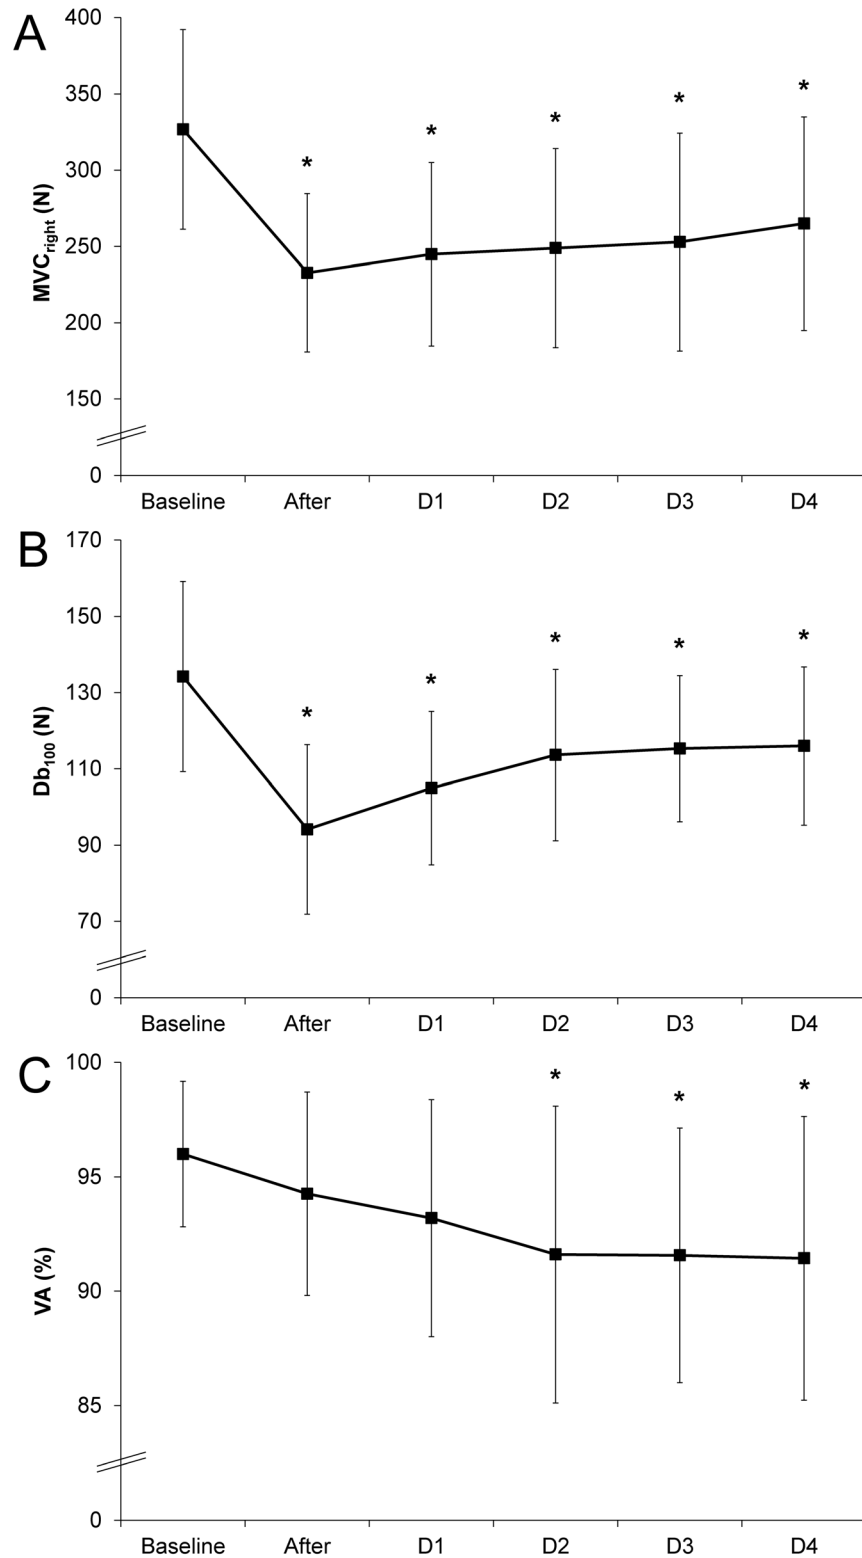 A
400
350
300
250
200
150
0
MVCright (N)
* * * * *
Baseline After D1 D2 D3 D4
B
170
150
130
110
90
70
0
Db100 (N)
* * * * *
Baseline After D1 D2 D3 D4
C
100
95
90
85
0
VA (%)
* * *
Baseline After D1 D2 D3 D4